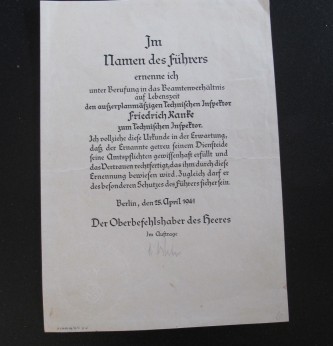 Im
Namen des Führers
ernenne ich
unter Berufung in das Beamtenverhältnis
auf Lebenszeit
den außerplanmäßigen Technischen Inspektor
Friedrich Ranke
zum Technischen Inspektor.
Ich vollziehe diese Urkunde in der Erwartung,
daß der Ernannte getreu seinem Diensteide
seine Amtspflichten gewissenhaft erfüllt und
das Vertrauen rechtfertigt, das ihm durch diese
Ernennung bewiesen wird. Zugleich darf er
des besonderen Schutzes des Führers sicher sein.
Berlin, den 28. April 1941
Der Oberbefehlshaber des Heeres
Im Auftrage